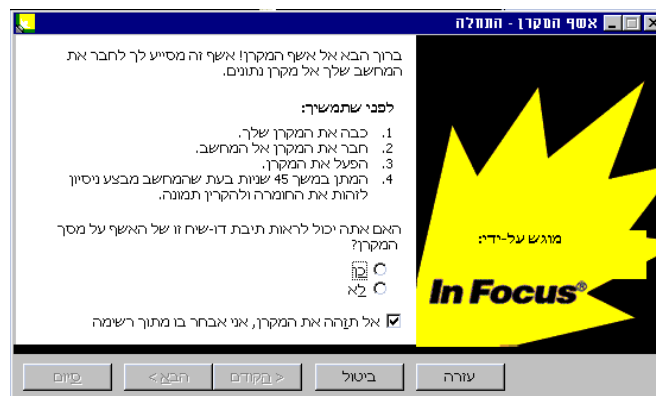 אשף המקרן - התחלה
ברוך הבא אל אשף המקרן! אשף זה מסייע לך לחבר את
המחשב שלך אל מקרן נתונים.
לפני שתמשיך:
1. כבה את המקרן שלך.
2. חבר את המקרן אל המחשב.
3. הפעל את המקרן.
4. המתן במשך 45 שניות בעת שהמחשב מבצע ניסיון
לזהות את החומרה ולהקרין תמונה.
האם אתה יכול לראות תיבת דו-שיח זו של האשף על מסך
המקרן?
כן
לא
אל תזהה את המקרן, אני אבחר בו מתוך רשימה
מוגש על-ידי:
In Focus®
עזרה
ביטול
< הקודם
הבא >
סיום